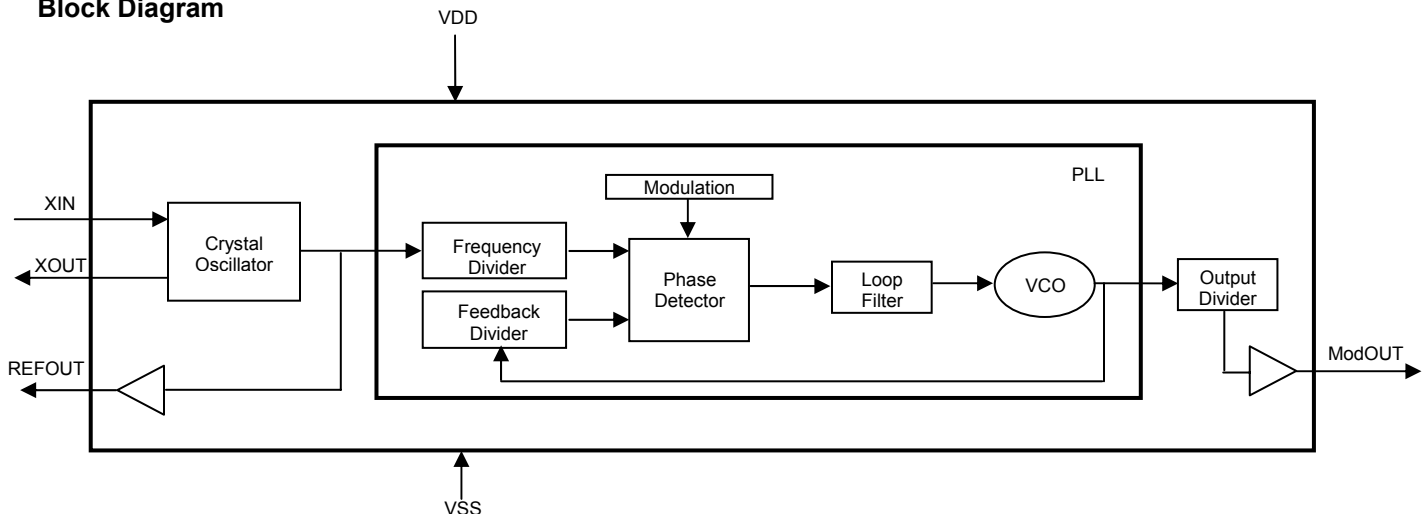 Block Diagram
VDD
PLL
Modulation
XIN
Crystal
Oscillator
XOUT
Frequency
Divider
Feedback
Divider
Phase
Detector
Loop
Filter
VCO
Output
Divider
REFOUT
ModOUT
VSS